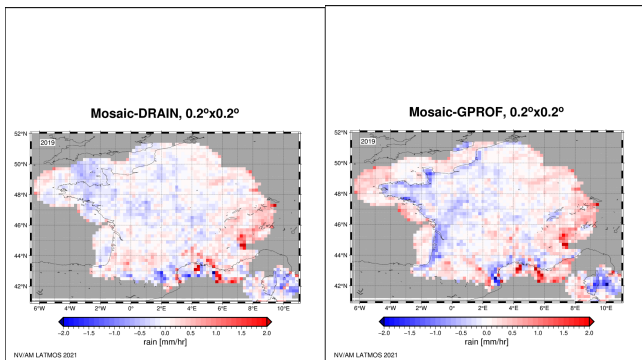 Mosaic-DRAIN, 0.2°x0.2°
52°N
2019
50°N
48°N
46°N
44°N
42°N
6°W 4°W 2°W 0° 2°E 4°E 6°E 8°E 10°E
−2.0 −1.5 −1.0 −0.5 0.0 0.5 1.0 1.5 2.0
rain [mm/hr]
NV/AM LATMOS 2021
Mosaic-GPROF, 0.2°x0.2°
52°N
2019
50°N
48°N
46°N
44°N
42°N
6°W 4°W 2°W 0° 2°E 4°E 6°E 8°E 10°E
−2.0 −1.5 −1.0 −0.5 0.0 0.5 1.0 1.5 2.0
rain [mm/hr]
NV/AM LATMOS 2021